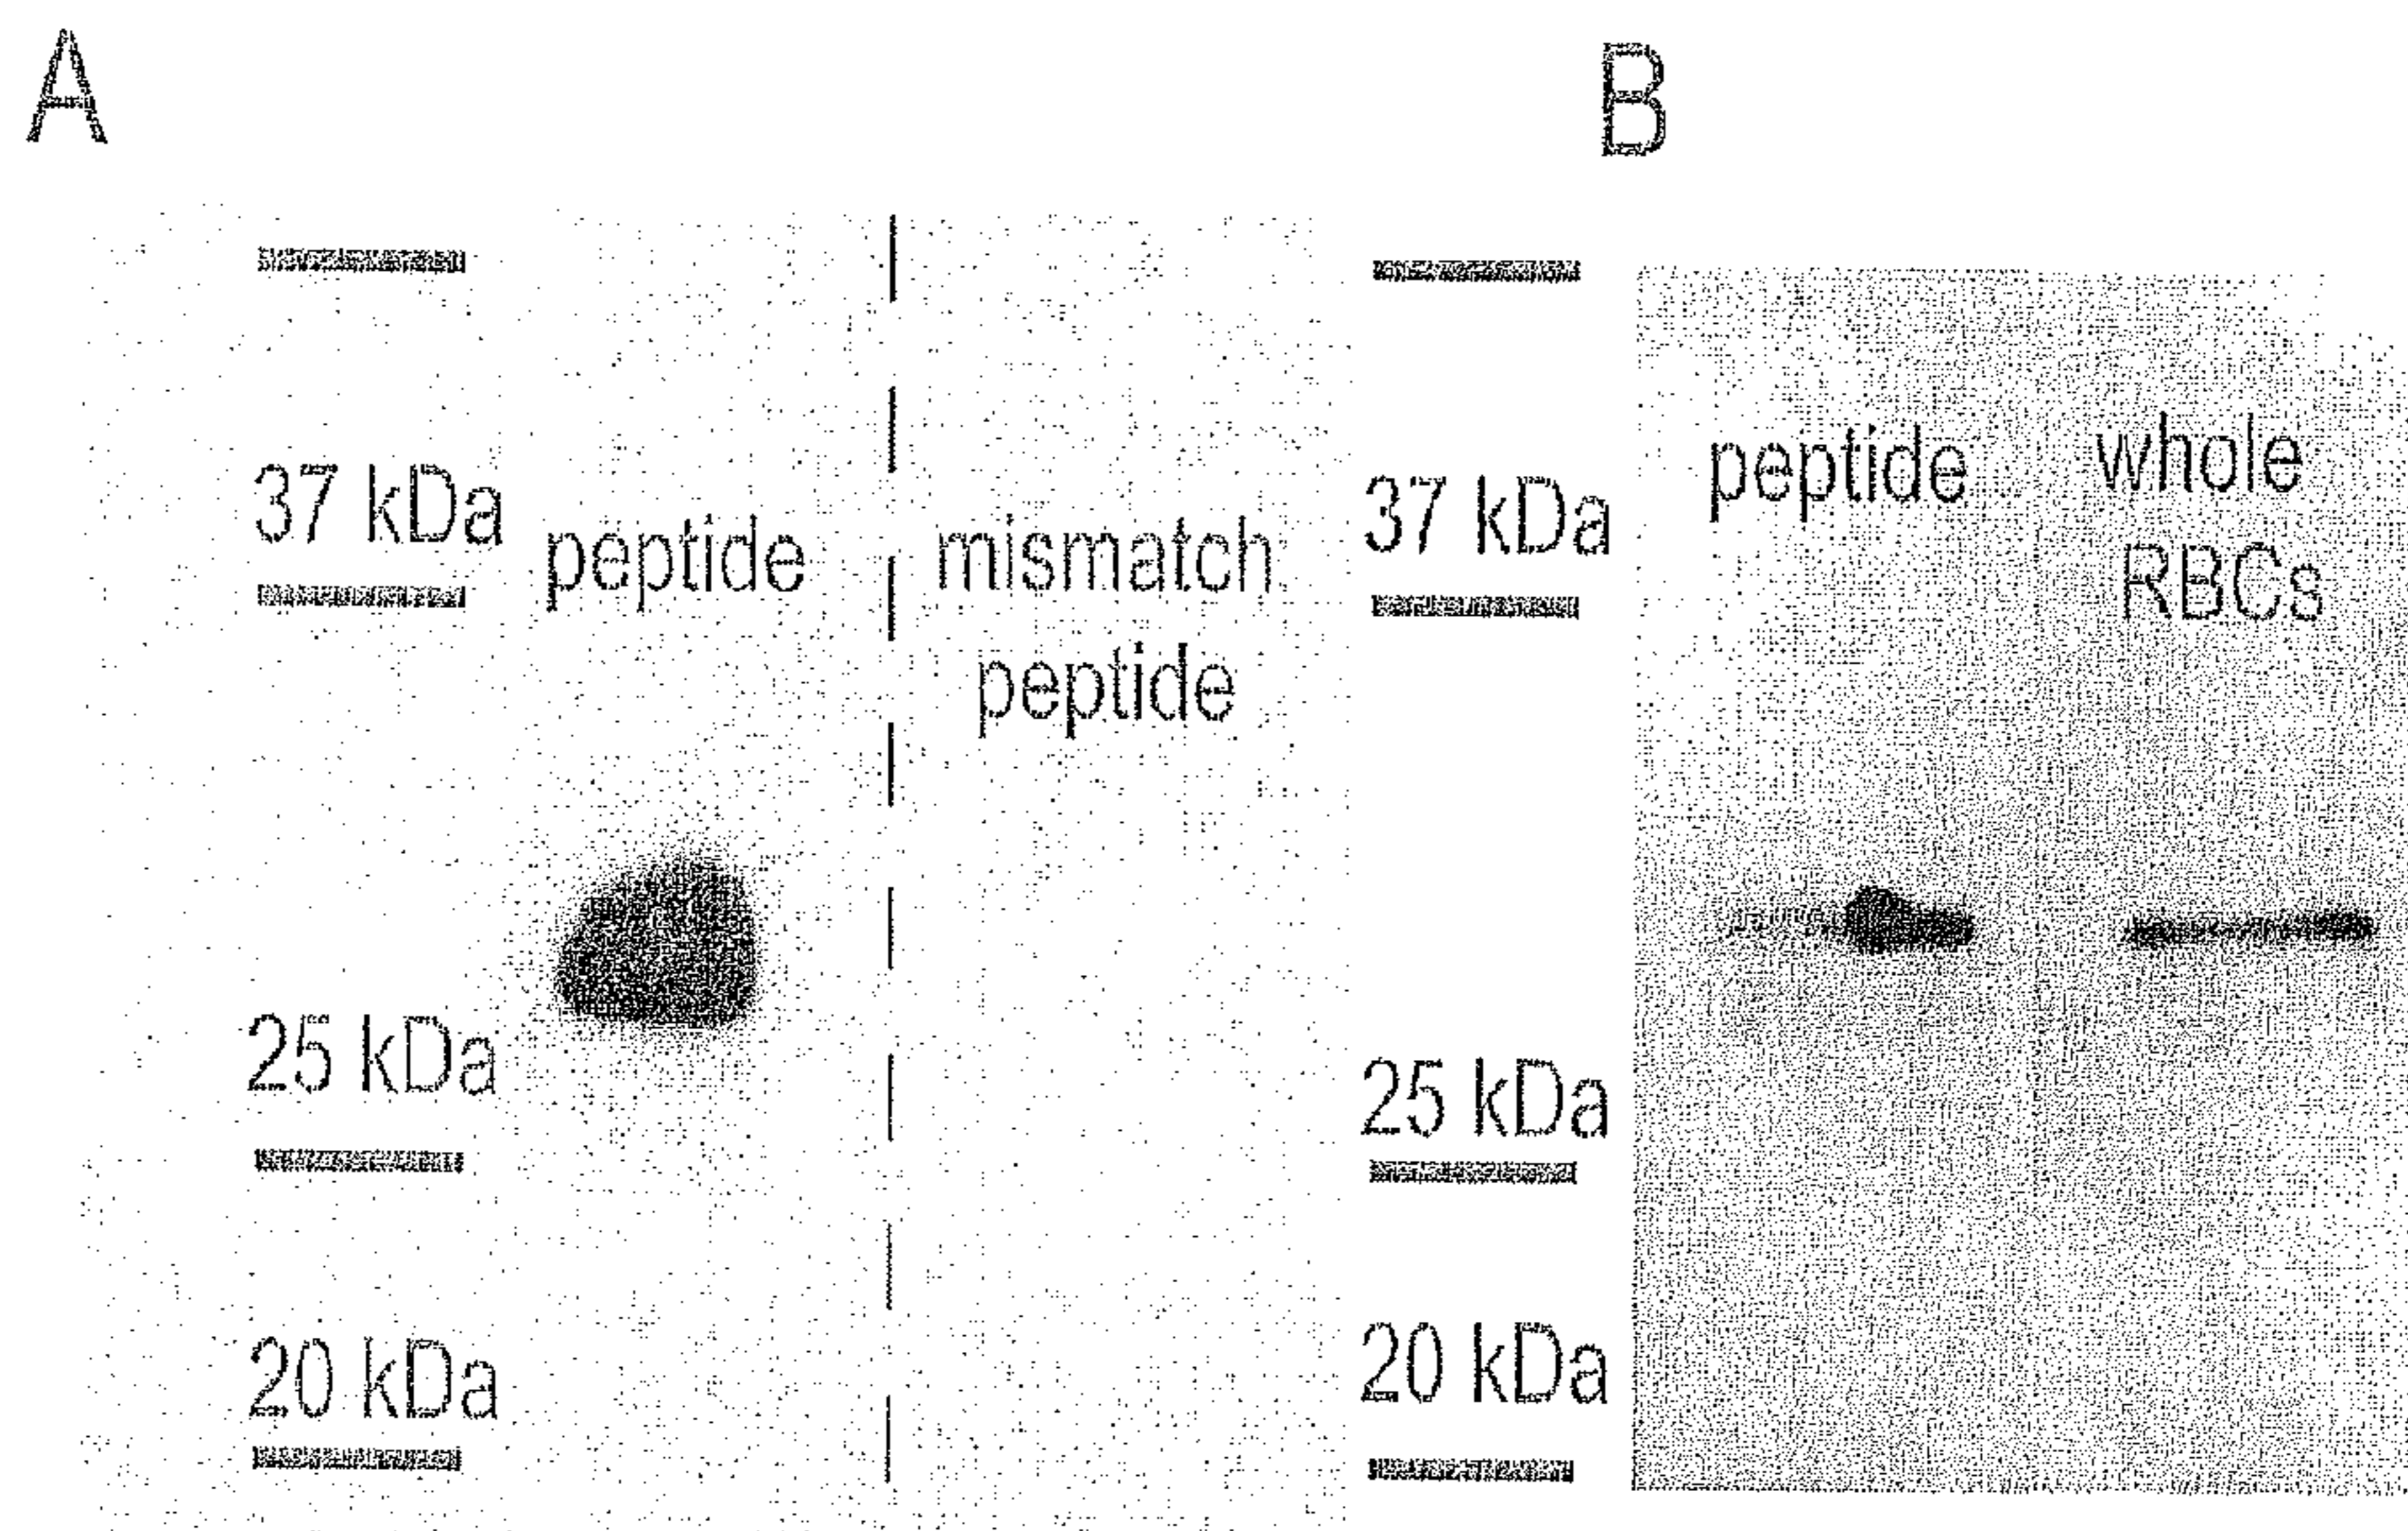 A
B
37 kDa
peptide
mismatch
peptide
25 kDa
20 kDa
37 kDa
peptide
whole
RBCs
25 kDa
20 kDa